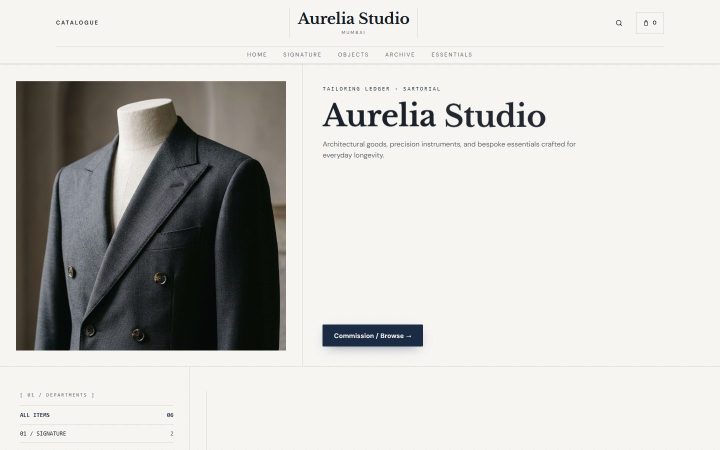 CATALOGUE
Aurelia Studio
MUMBAI
0
HOME SIGNATURE OBJECTS ARCHIVE ESSENTIALS
TAILORING LEDGER · SARTORIAL
Aurelia Studio
Architectural goods, precision instruments, and bespoke essentials crafted for
everyday longevity.
Commission / Browse →
[ 01 / DEPARTMENTS ]
ALL ITEMS 06
01 / SIGNATURE 2